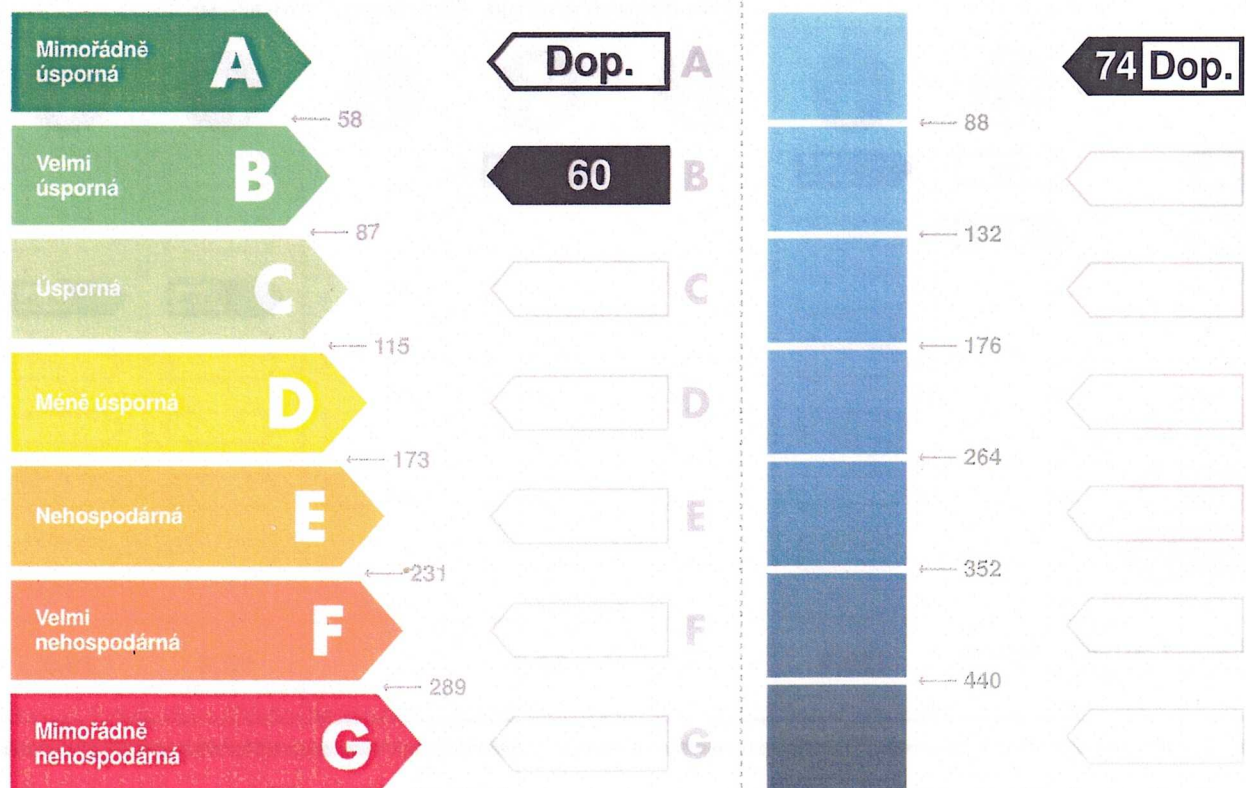 Mimořádně
úsporná
A
Dop.
A
74 Dop.
58
88
Velmi
úsporná
B
60
B
87
132
Úsporná
C
C
115
176
Méně úsporná
D
D
173
264
Nehospodárná
E
E
231
352
Velmi
nehospodárná
F
F
289
440
Mimořádně
nehospodárná
G
G